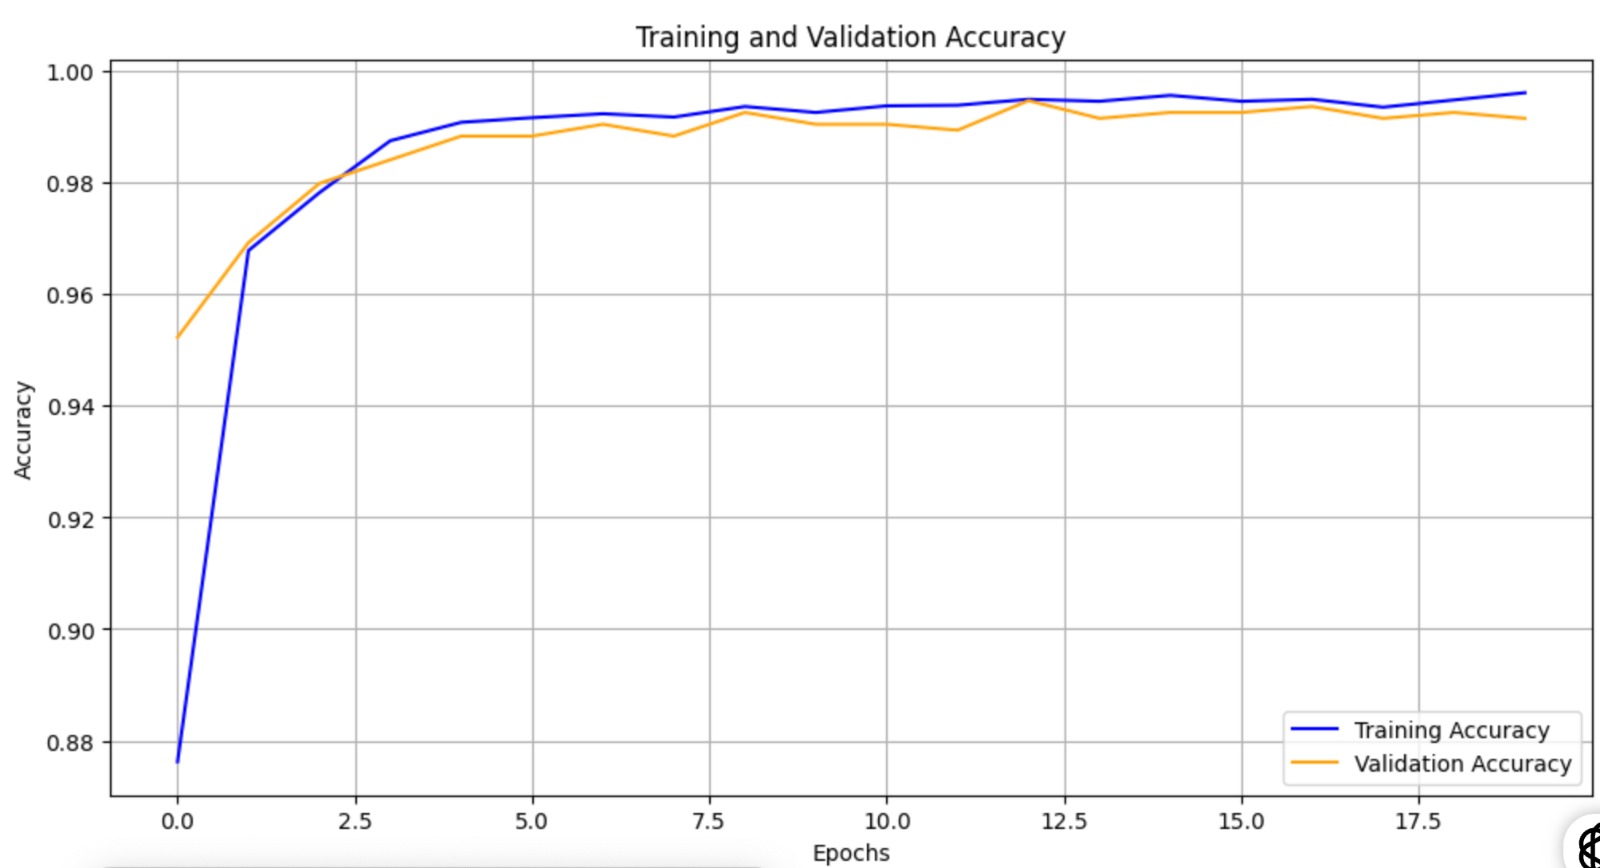 Training and Validation Accuracy
1.00
0.98
0.96
0.94
0.92
0.90
0.88
Accuracy
Training Accuracy
Validation Accuracy
0.0 2.5 5.0 7.5 10.0 12.5 15.0 17.5
Epochs